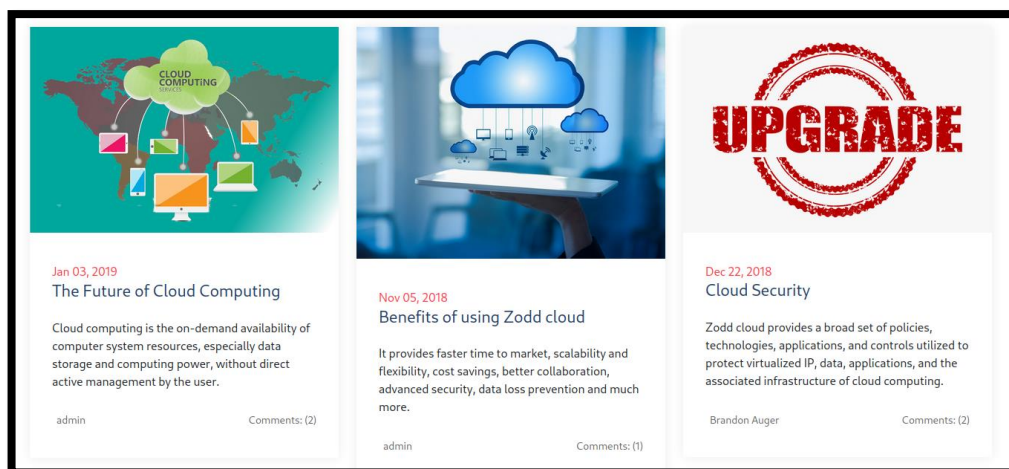 CLOUD
COMPUTING
SERVICES
Jan 03, 2019
The Future of Cloud Computing
Cloud computing is the on-demand availability of
computer system resources, especially data
storage and computing power, without direct
active management by the user.
admin
Comments: (2)
Nov 05, 2018
Benefits of using Zodd cloud
It provides faster time to market, scalability and
flexibility, cost savings, better collaboration,
advanced security, data loss prevention and much
more.
admin
Comments: (1)
UPGRADE
Dec 22, 2018
Cloud Security
Zodd cloud provides a broad set of policies,
technologies, applications, and controls utilized to
protect virtualized IP, data, applications, and the
associated infrastructure of cloud computing.
Brandon Auger
Comments: (2)